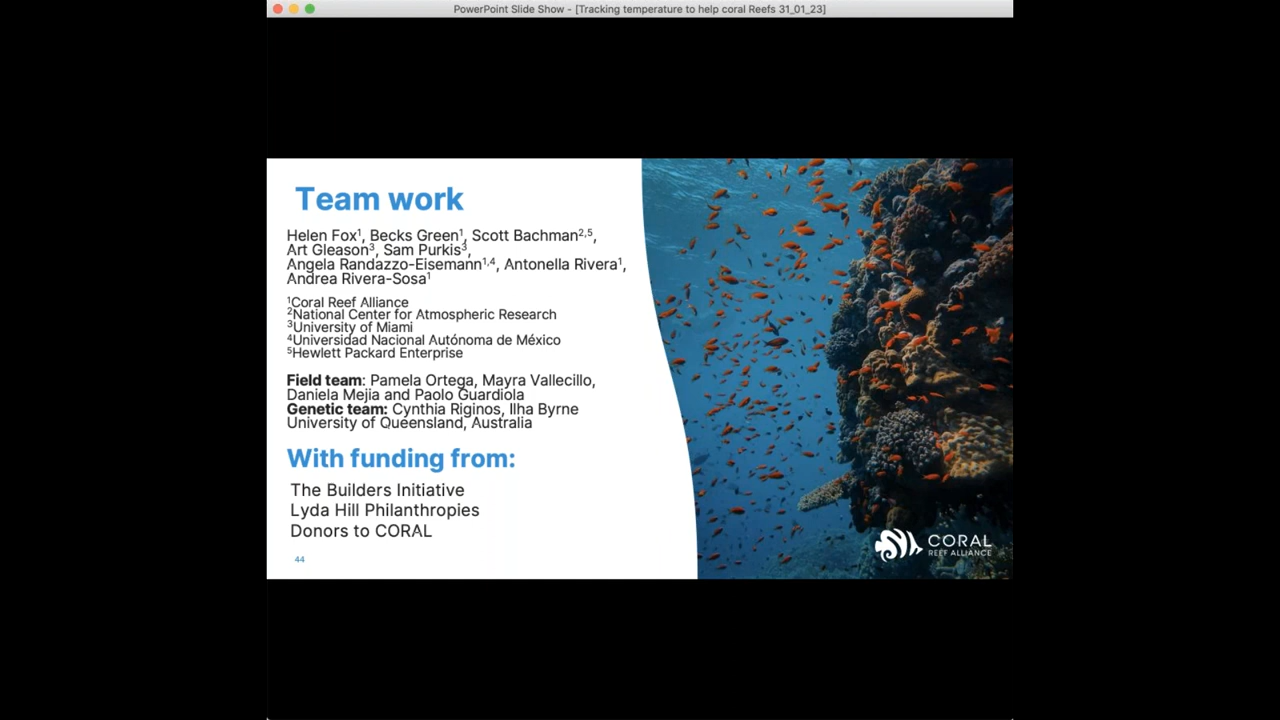 PowerPoint Slide Show - [Tracking temperature to help coral Reefs 31_01_23]
Team work
Helen Fox¹, Becks Green¹, Scott Bachman²,⁵,
Art Gleason³, Sam Purkis³,
Angela Randazzo-Eisemann¹,⁴, Antonella Rivera¹,
Andrea Rivera-Sosa¹
¹Coral Reef Alliance
²National Center for Atmospheric Research
³University of Miami
⁴Universidad Nacional Autónoma de México
⁵Hewlett Packard Enterprise
Field team: Pamela Ortega, Mayra Vallecillo,
Daniela Mejia and Paolo Guardiola
Genetic team: Cynthia Riginos, Ilha Byrne
University of Queensland, Australia
With funding from:
The Builders Initiative
Lyda Hill Philanthropies
Donors to CORAL
44
CORAL
REEF ALLIANCE